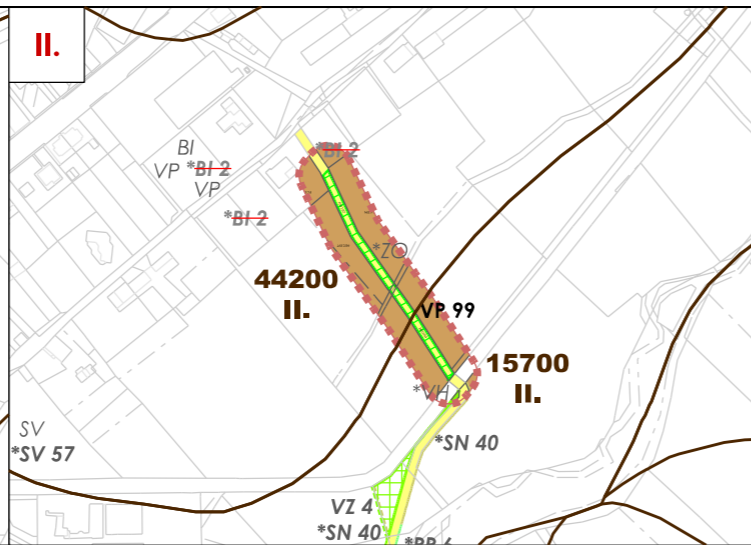 II.
*BI 2
BI
VP *BI 2
VP
*BI 2
*ZO
44200
II.
VP 99
15700
II.
*VH
SV
*SV 57
*SN 40
VZ 4
*SN 40